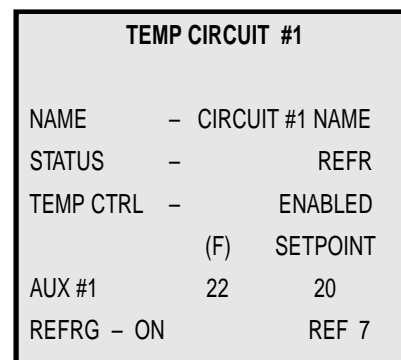 TEMP CIRCUIT #1
NAME – CIRCUIT #1 NAME
STATUS – REFR
TEMP CTRL – ENABLED
(F) SETPOINT
AUX #1 22 20
REFRG – ON REF 7